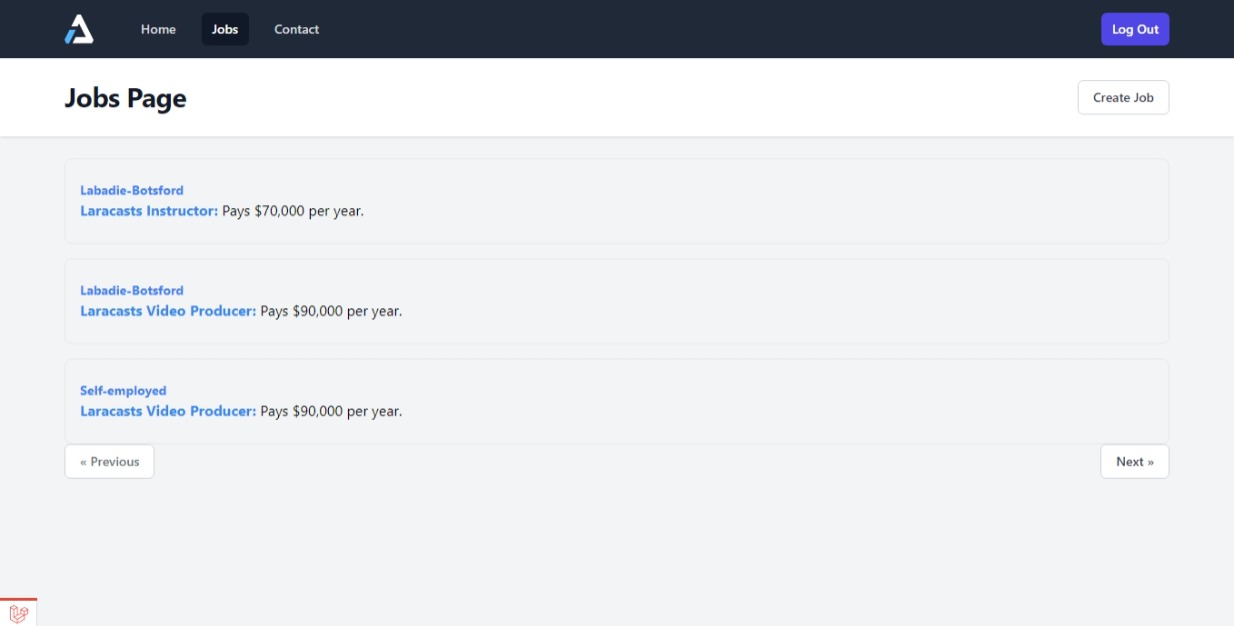 Home Jobs Contact Log Out
Jobs Page Create Job
Labadie-Botsford
Laracasts Instructor: Pays $70,000 per year.
Labadie-Botsford
Laracasts Video Producer: Pays $90,000 per year.
Self-employed
Laracasts Video Producer: Pays $90,000 per year.
« Previous Next »